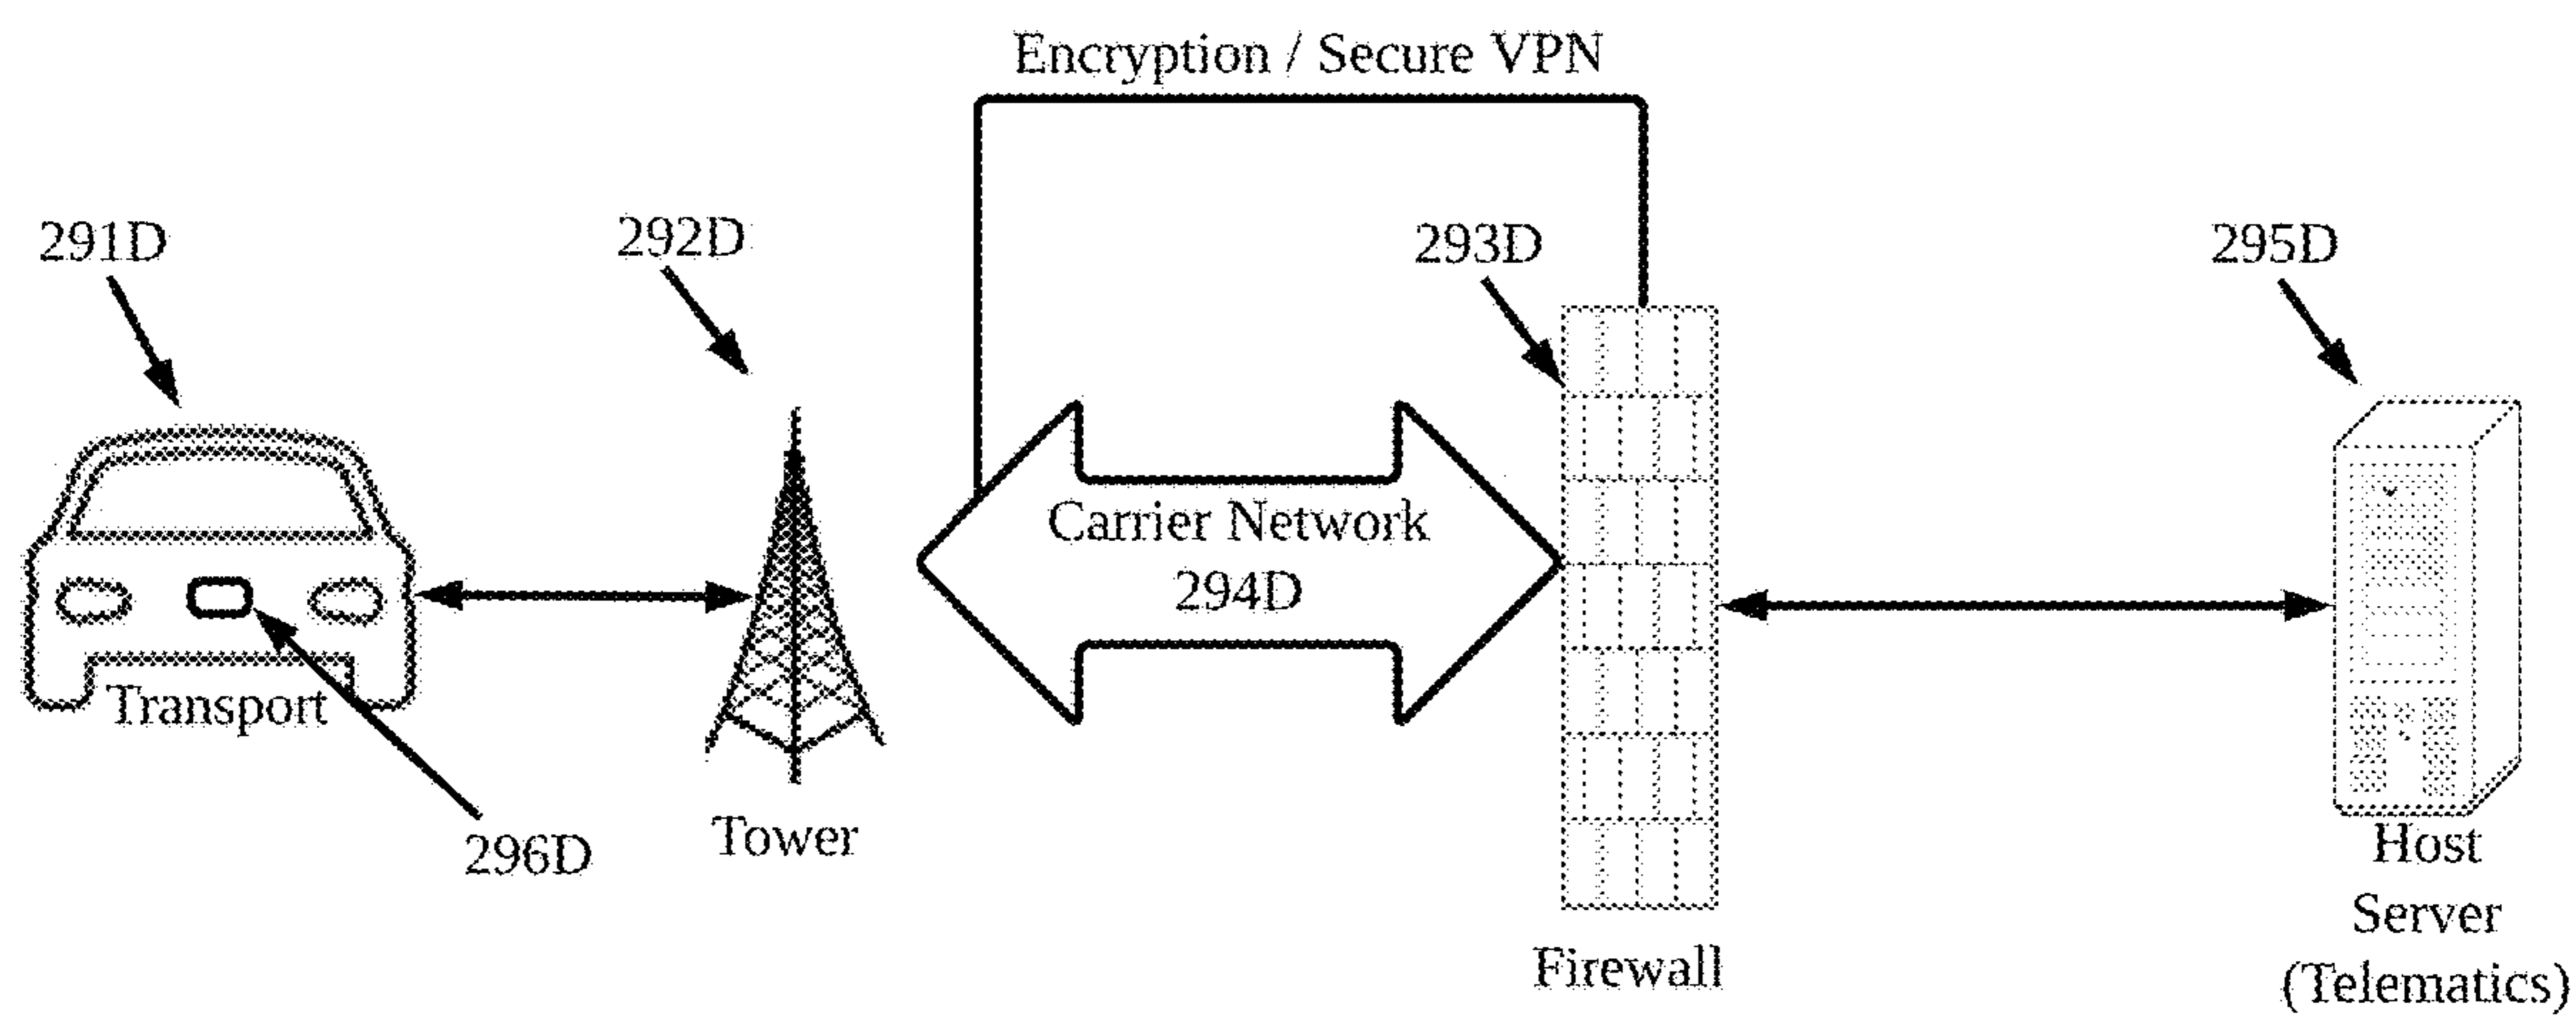 Encryption / Secure VPN
291D
292D
293D
295D
Carrier Network
294D
Transport
296D
Tower
Firewall
Host
Server
(Telematics)